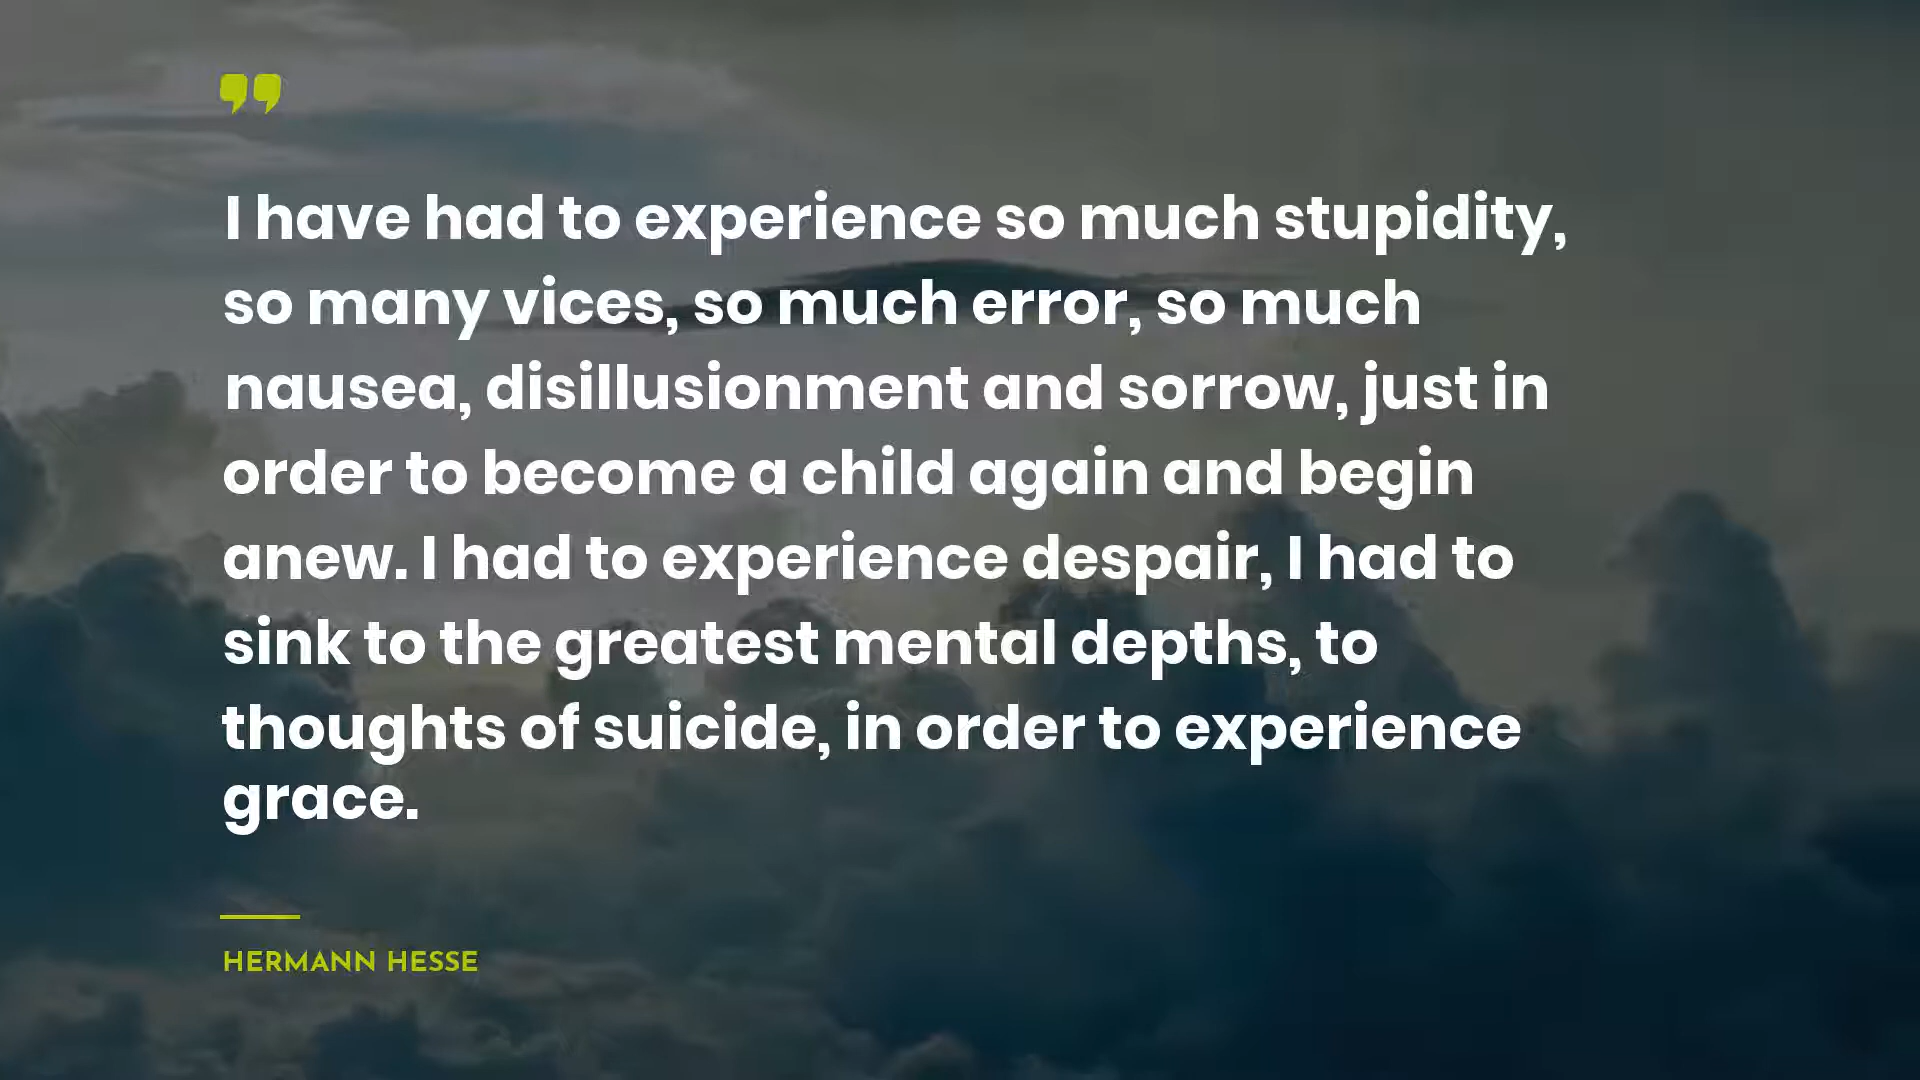 ”
I have had to experience so much stupidity,
so many vices, so much error, so much
nausea, disillusionment and sorrow, just in
order to become a child again and begin
anew. I had to experience despair, I had to
sink to the greatest mental depths, to
thoughts of suicide, in order to experience
grace.
HERMANN HESSE